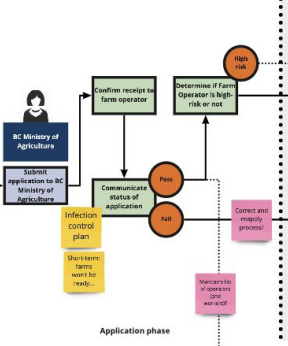 High
risk
Confirm receipt to
farm operator
Determine if Farm
Operator is high-
risk or not
BC Ministry of
Agriculture
Submit
application to BC
Ministry of
Agriculture
Communicate
status of
application
Pass
Fail
Infection
control
plan
Correct and
reapply
process?
Short-term
farms
won't be
ready...
Maintains list
of operators
(and
workers)?
Application phase